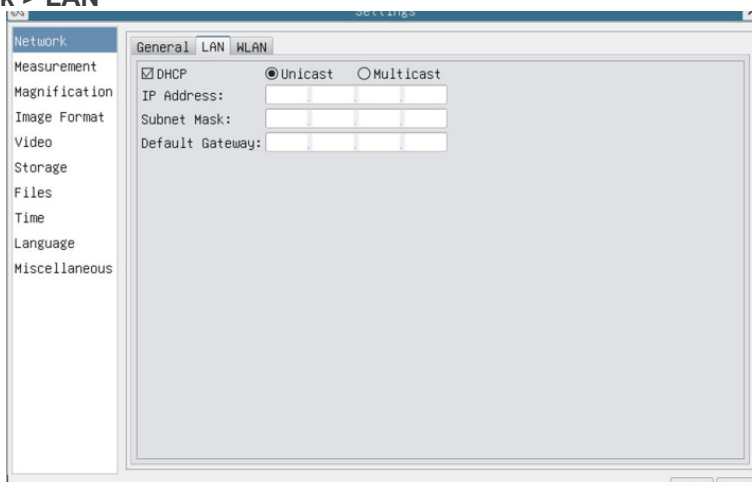 k > LAN
Settings
Network
Measurement
Magnification
Image Format
Video
Storage
Files
Time
Language
Miscellaneous
General LAN WLAN
DHCP Unicast Multicast
IP Address:
Subnet Mask:
Default Gateway: